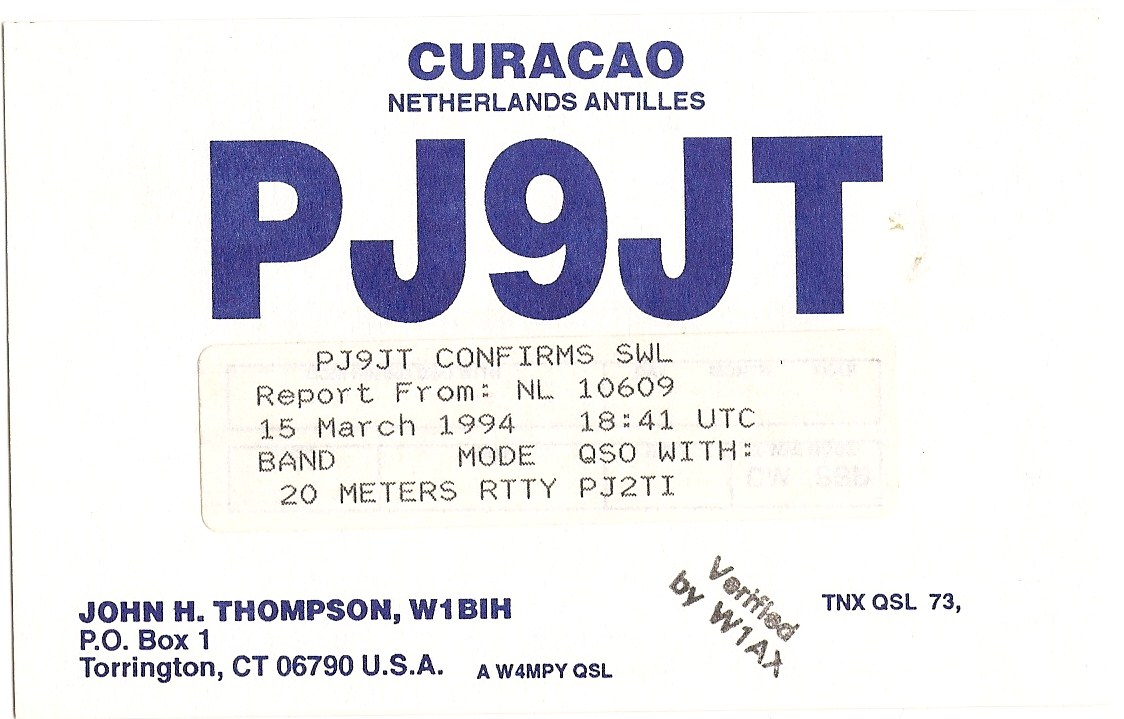 CURACAO
NETHERLANDS ANTILLES
PJ9JT
PJ9JT CONFIRMS SWL
Report From: NL 10609
15 March 1994 18:41 UTC
BAND MODE QSO WITH:
20 METERS RTTY PJ2TI
JOHN H. THOMPSON, W1BIH
P.O. Box 1
Torrington, CT 06790 U.S.A.
A W4MPY QSL
Verified
by W1AX
TNX QSL 73,